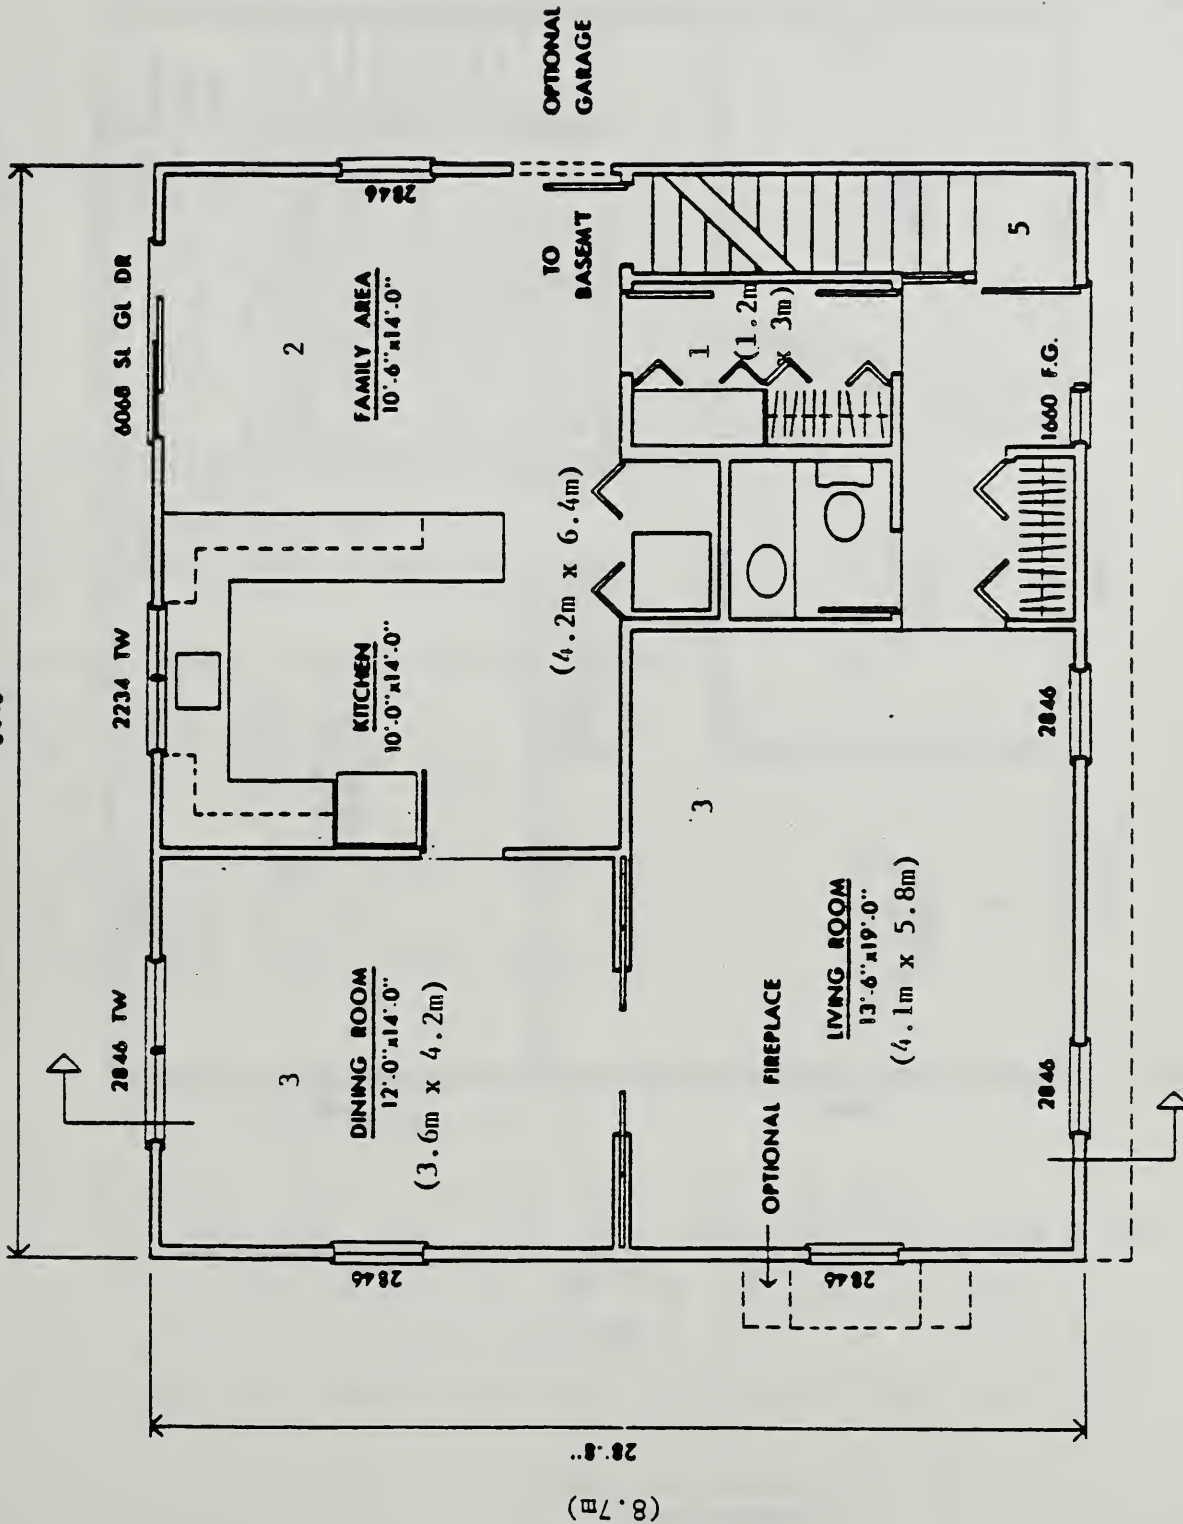 2846 TW
2234 TW
6068 SL GL DR
3
DINING ROOM
12'-0"x14'-0"
(3.6m x 4.2m)
KITCHEN
10'-0"x14'-0"
2
FAMILY AREA
10'-6"x14'-0"
(4.2m x 6.4m)
2846
2846
TO
BASEM'T
OPTIONAL
GARAGE
28'-8"
(8.7m)
OPTIONAL FIREPLACE
2846
3
LIVING ROOM
13'-6"x19'-0"
(4.1m x 5.8m)
1
(1.2m
x 3m)
5
2846
2846
1660 F.G.